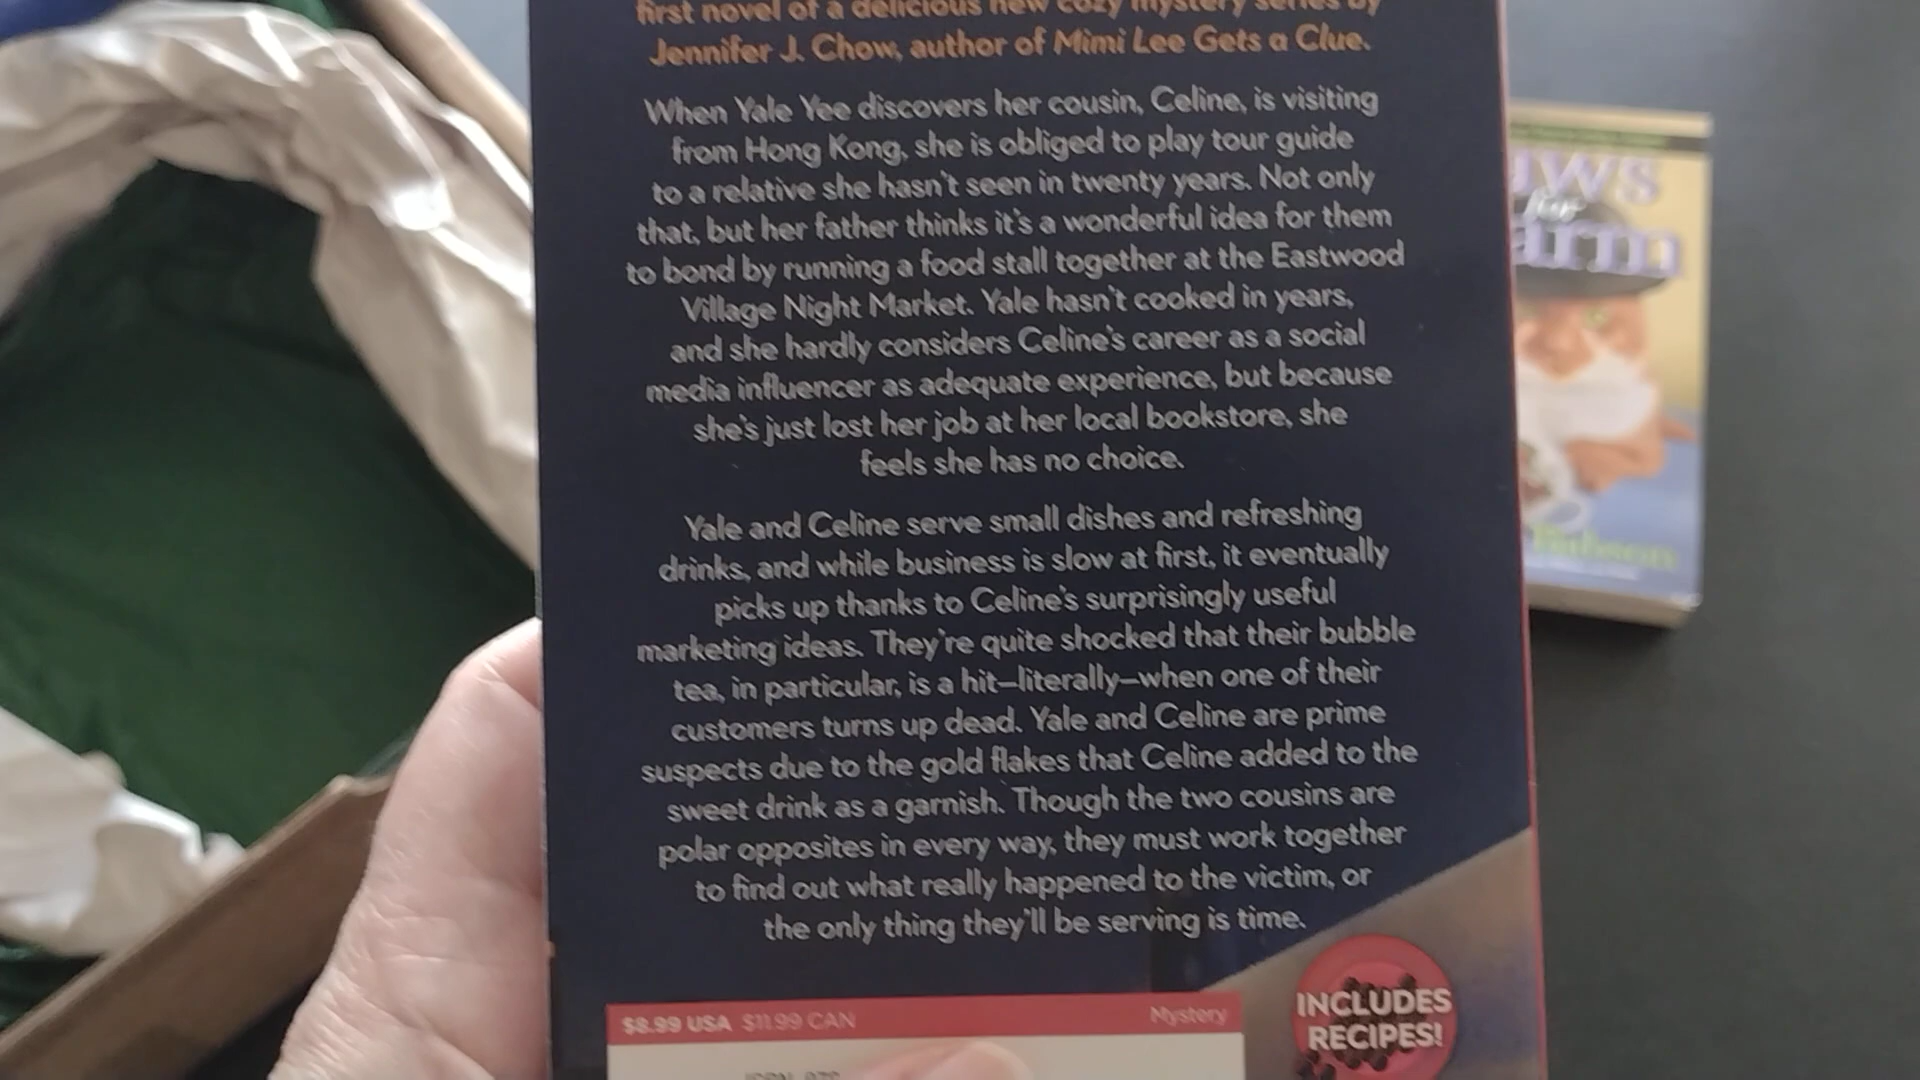 first novel of a delicious new cozy mystery series by
Jennifer J. Chow, author of Mimi Lee Gets a Clue.
When Yale Yee discovers her cousin, Celine, is visiting
from Hong Kong, she is obliged to play tour guide
to a relative she hasn't seen in twenty years. Not only
that, but her father thinks it's a wonderful idea for them
to bond by running a food stall together at the Eastwood
Village Night Market. Yale hasn't cooked in years,
and she hardly considers Celine's career as a social
media influencer as adequate experience, but because
she's just lost her job at her local bookstore, she
feels she has no choice.
Yale and Celine serve small dishes and refreshing
drinks, and while business is slow at first, it eventually
picks up thanks to Celine's surprisingly useful
marketing ideas. They're quite shocked that their bubble
tea, in particular, is a hit—literally—when one of their
customers turns up dead. Yale and Celine are prime
suspects due to the gold flakes that Celine added to the
sweet drink as a garnish. Though the two cousins are
polar opposites in every way, they must work together
to find out what really happened to the victim, or
the only thing they'll be serving is time.
$8.99 USA $11.99 CAN
Mystery
INCLUDES
RECIPES!
for